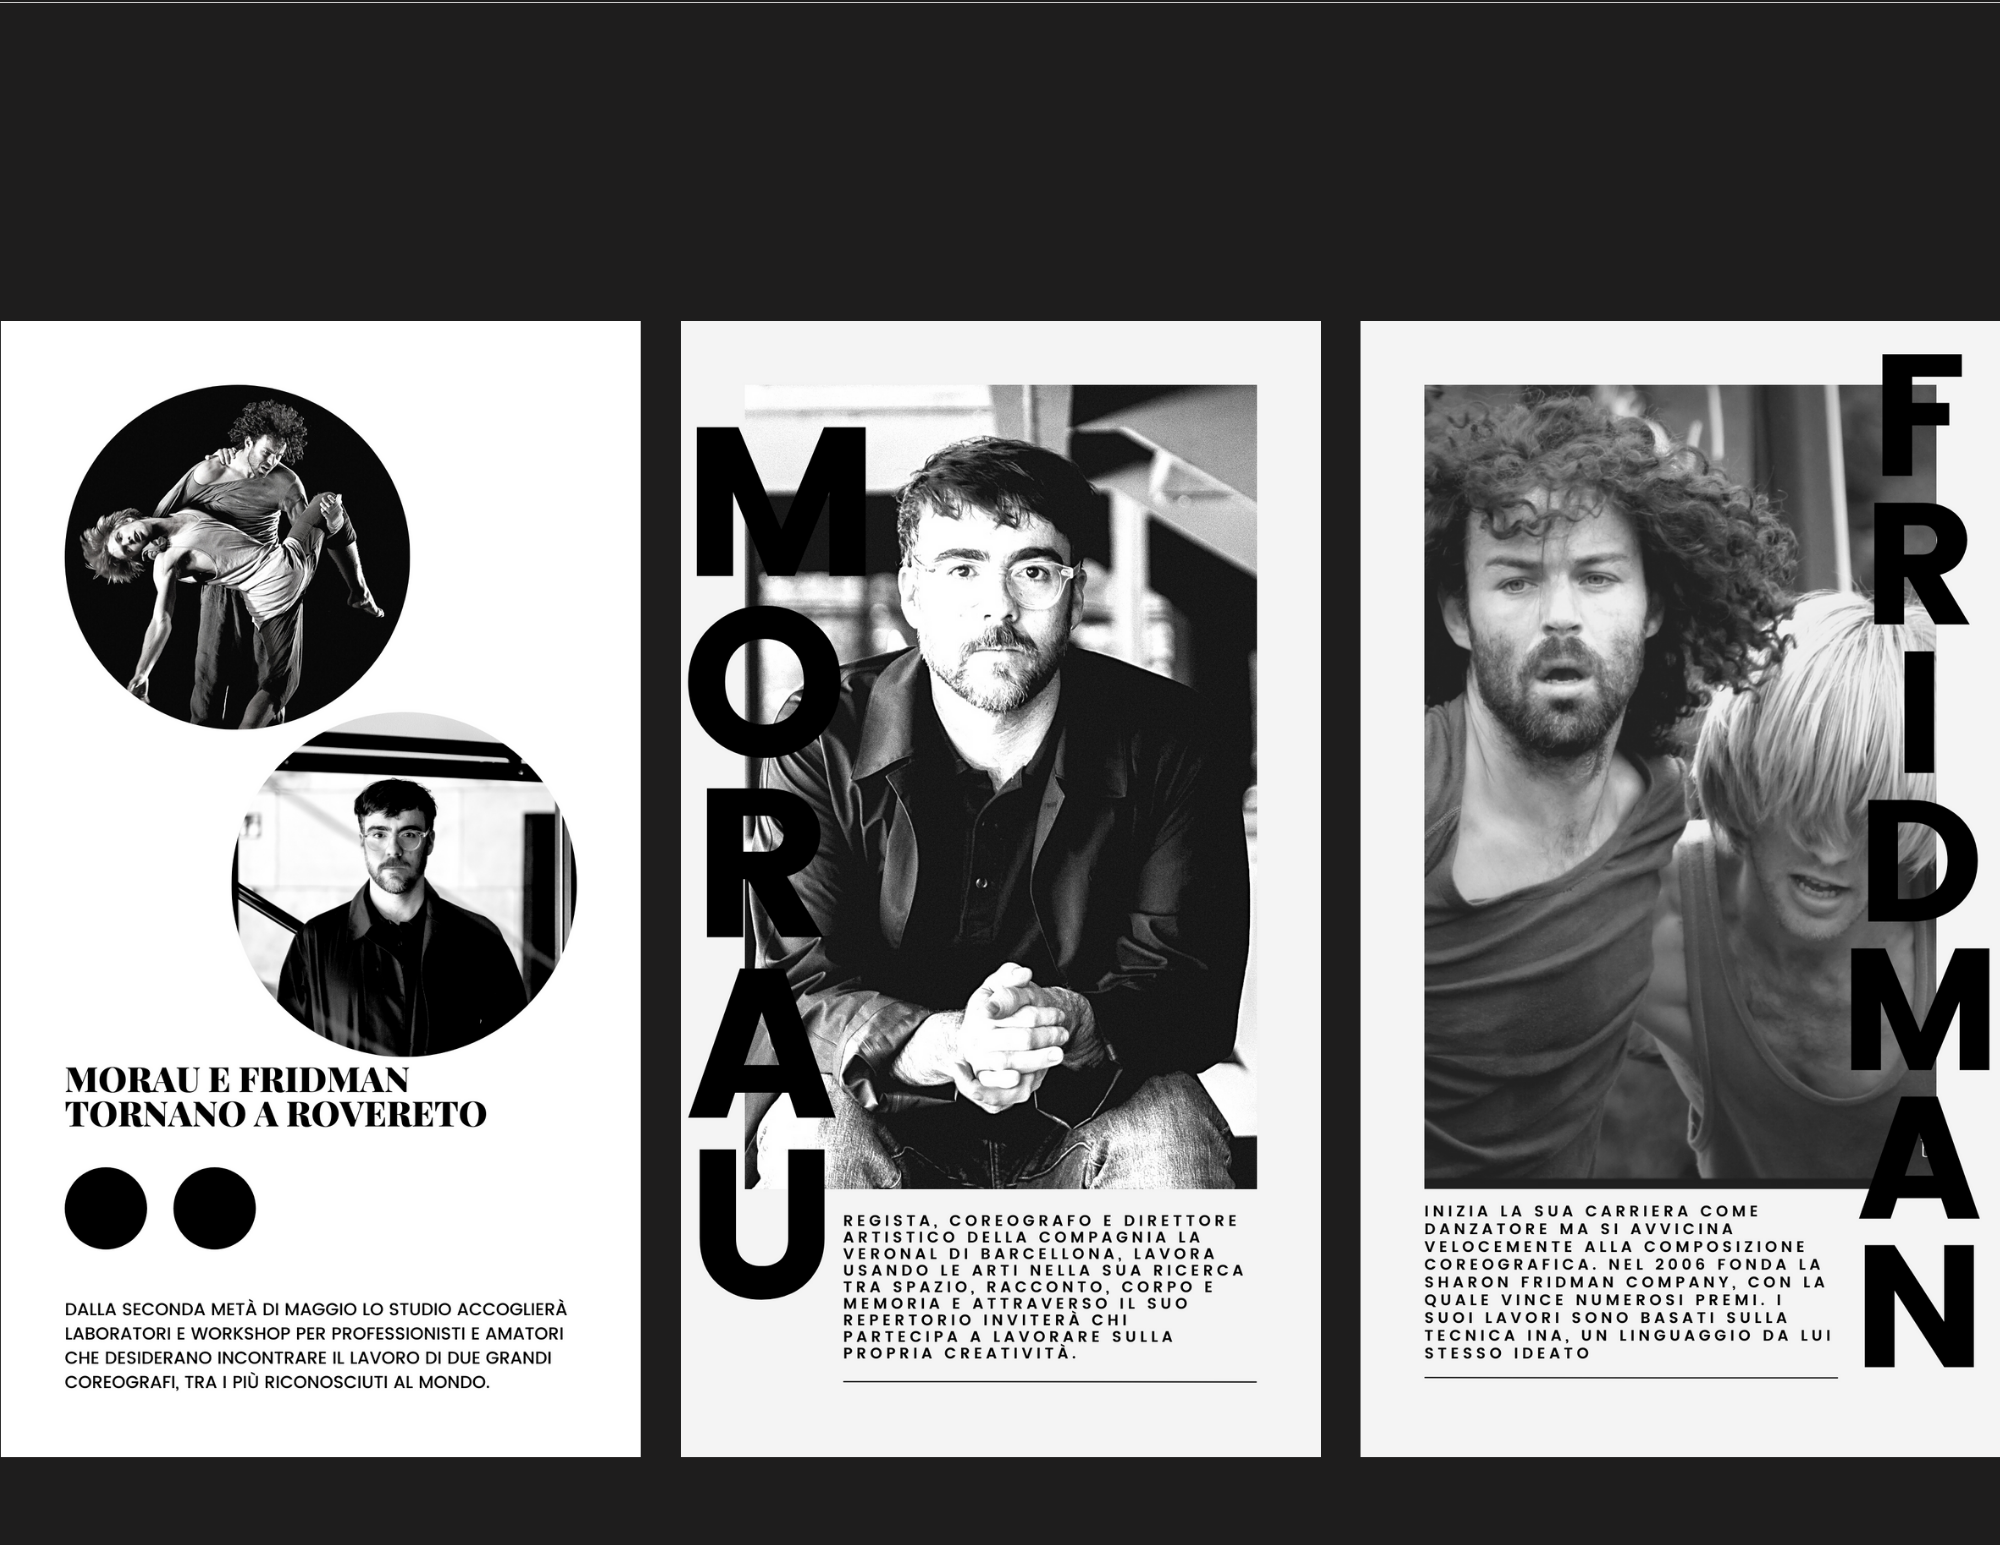 MORAU E FRIDMAN
TORNANO A ROVERETO
DALLA SECONDA METÀ DI MAGGIO LO STUDIO ACCOGLIERÀ
LABORATORI E WORKSHOP PER PROFESSIONISTI E AMATORI
CHE DESIDERANO INCONTRARE IL LAVORO DI DUE GRANDI
COREOGRAFI, TRA I PIÙ RICONOSCIUTI AL MONDO.
MORAU
REGISTA, COREOGRAFO E DIRETTORE
ARTISTICO DELLA COMPAGNIA LA
VERONAL DI BARCELLONA, LAVORA
USANDO LE ARTI NELLA SUA RICERCA
TRA SPAZIO, RACCONTO, CORPO E
MEMORIA E ATTRAVERSO IL SUO
REPERTORIO INVITERÀ CHI
PARTECIPA A LAVORARE SULLA
PROPRIA CREATIVITÀ.
FRIDMAN
INIZIA LA SUA CARRIERA COME
DANZATORE MA SI AVVICINA
VELOCEMENTE ALLA COMPOSIZIONE
COREOGRAFICA. NEL 2006 FONDA LA
SHARON FRIDMAN COMPANY, CON LA
QUALE VINCE NUMEROSI PREMI. I
SUOI LAVORI SONO BASATI SULLA
TECNICA INA, UN LINGUAGGIO DA LUI
STESSO IDEATO